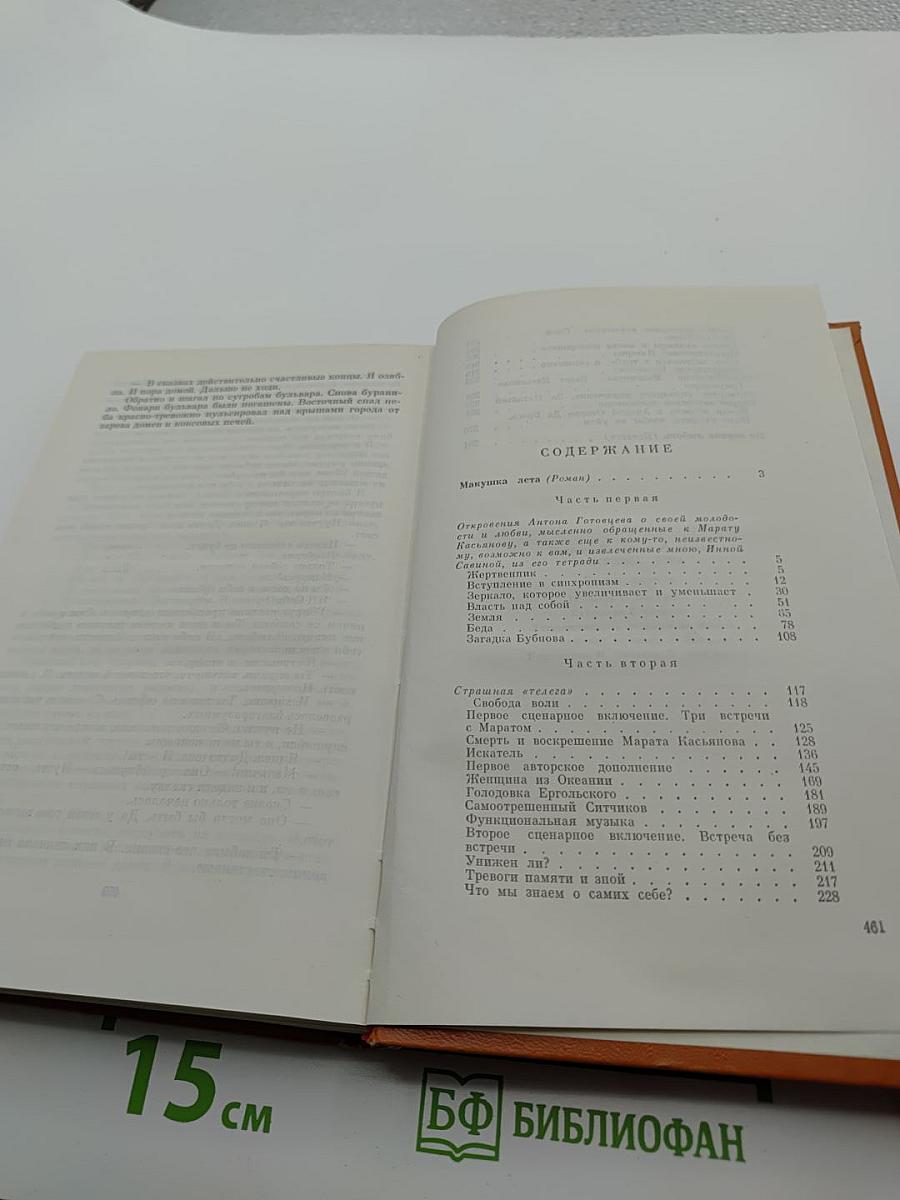 — В сказках действительно счастливые концы. Я озяб-
ла. И пора домой. Дальше не ходи.
Обратно я шагал по сугробам бульвара. Снова бурани-
ло. Фонари бульвара были погашены. Восточный спад не-
ба красно-тревожно пульсировал над крышами города от
зарева домен и коксовых печей.
СОДЕРЖАНИЕ
Макушка лета (Роман) . . . . . . . . . . 3
Часть первая
Откровения Антона Готовцева о своей молодо-
сти и любви, мысленно обращенные к Марату
Касьянову, а также еще к кому-то, неизвестно-
му, возможно к вам, и извлеченные мною, Инной
Савиной, из его тетради . . . . . . . . . . 5
Жертвенник . . . . . . . . . . . . . . 5
Вступление в синхронизм . . . . . . . . . 12
Зеркало, которое увеличивает и уменьшает . 30
Власть над собой . . . . . . . . . . . . 51
Земля . . . . . . . . . . . . . . . . 65
Беда . . . . . . . . . . . . . . . . . 78
Загадка Бубнова . . . . . . . . . . . . 108
Часть вторая
Страшная «телега» . . . . . . . . . . . . 117
Свобода воли . . . . . . . . . . . . . 118
Первое сценарное включение. Три встречи
с Маратом . . . . . . . . . . . . . . 125
Смерть и воскрешение Марата Касьянова . . 128
Искатель . . . . . . . . . . . . . . . 136
Первое авторское дополнение . . . . . . . 145
Женщина из Океании . . . . . . . . . . 169
Голодовка Ергольского . . . . . . . . . . 181
Самоотрешенный Ситчиков . . . . . . . . 189
Функциональная музыка . . . . . . . . . 197
Второе сценарное включение. Встреча без
встречи . . . . . . . . . . . . . . . . 209
Унижен ли? . . . . . . . . . . . . . . 211
Тревоги памяти и зной . . . . . . . . . . 217
Что мы знаем о самих себе? . . . . . . . 228
461
15 см
БФ БИБЛИОФАН